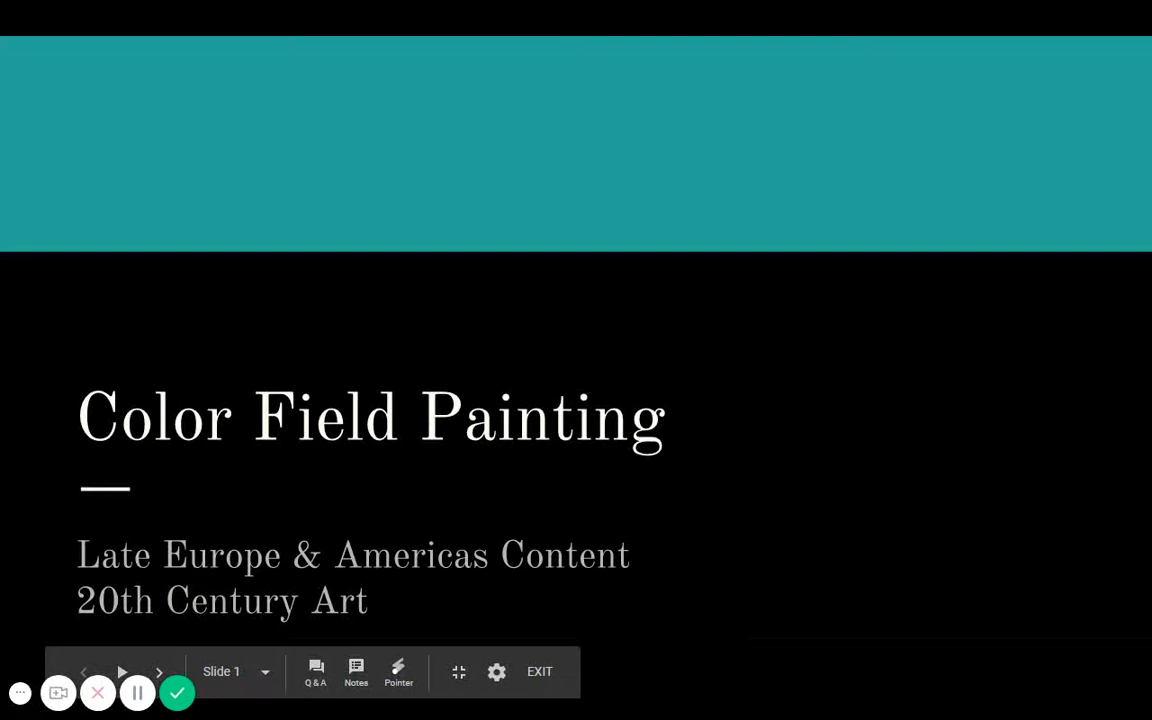 Color Field Painting
Late Europe & Americas Content
20th Century Art
Slide 1
Q & A
Notes
Pointer
EXIT